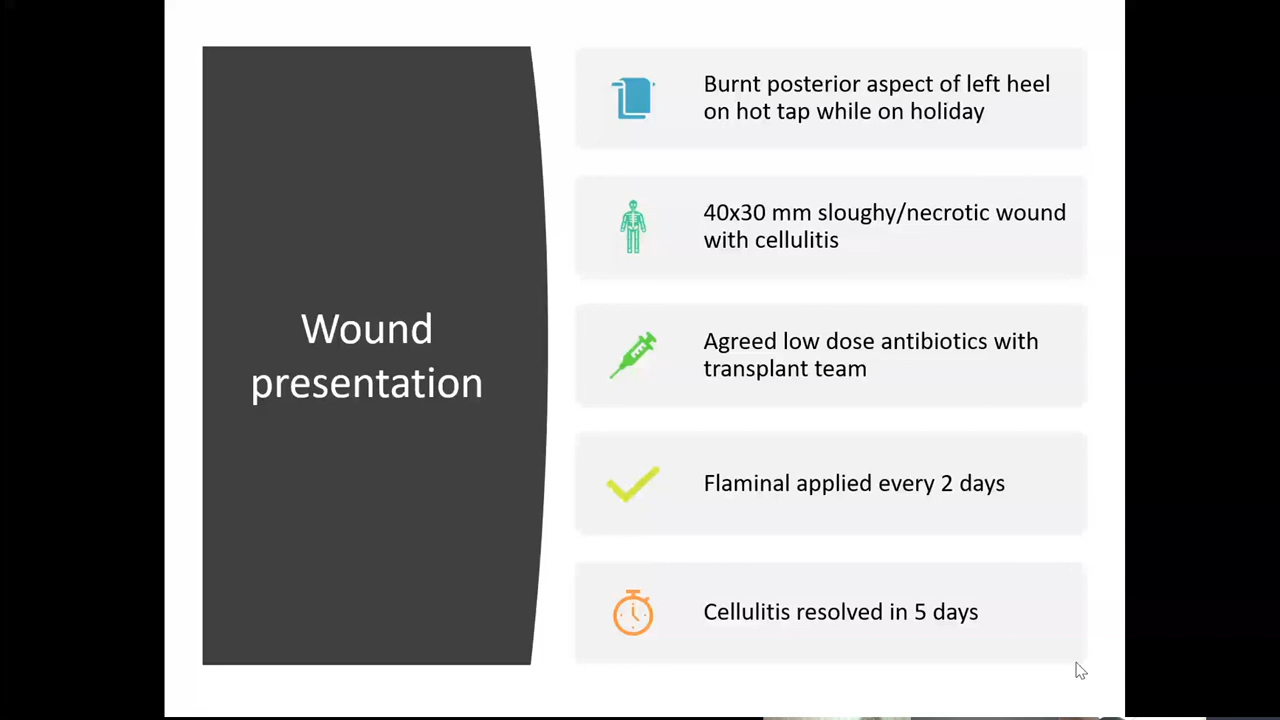 Wound
presentation
Burnt posterior aspect of left heel
on hot tap while on holiday
40x30 mm sloughy/necrotic wound
with cellulitis
Agreed low dose antibiotics with
transplant team
Flaminal applied every 2 days
Cellulitis resolved in 5 days